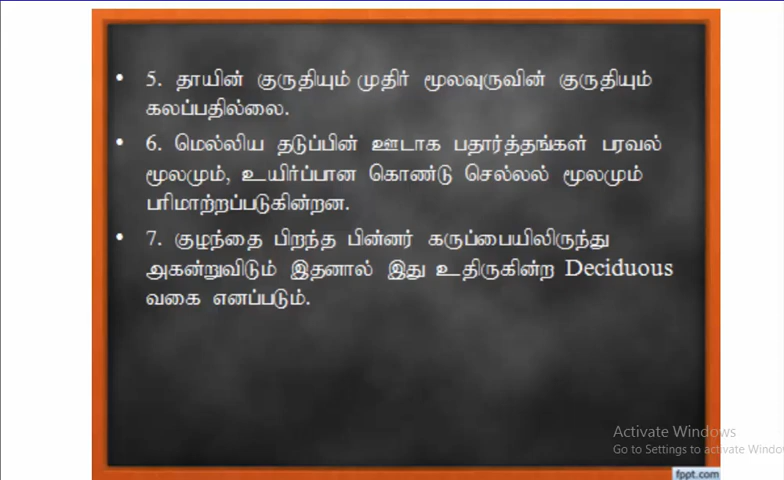 • 5. தாயின் குருதியும் முதிர் மூலவுருவின் குருதியும்
கலப்பதில்லை.
• 6. மெல்லிய தடுப்பின் ஊடாக பதார்த்தங்கள் பரவல்
மூலமும், உயிர்ப்பான கொண்டு செல்லல் மூலமும்
பரிமாற்றப்படுகின்றன.
• 7. குழந்தை பிறந்த பின்னர் கருப்பையிலிருந்து
அகன்றுவிடும் இதனால் இது உதிருகின்ற Deciduous
வகை எனப்படும்.
Activate Windows
Go to Settings to activate Windo
fppt.com